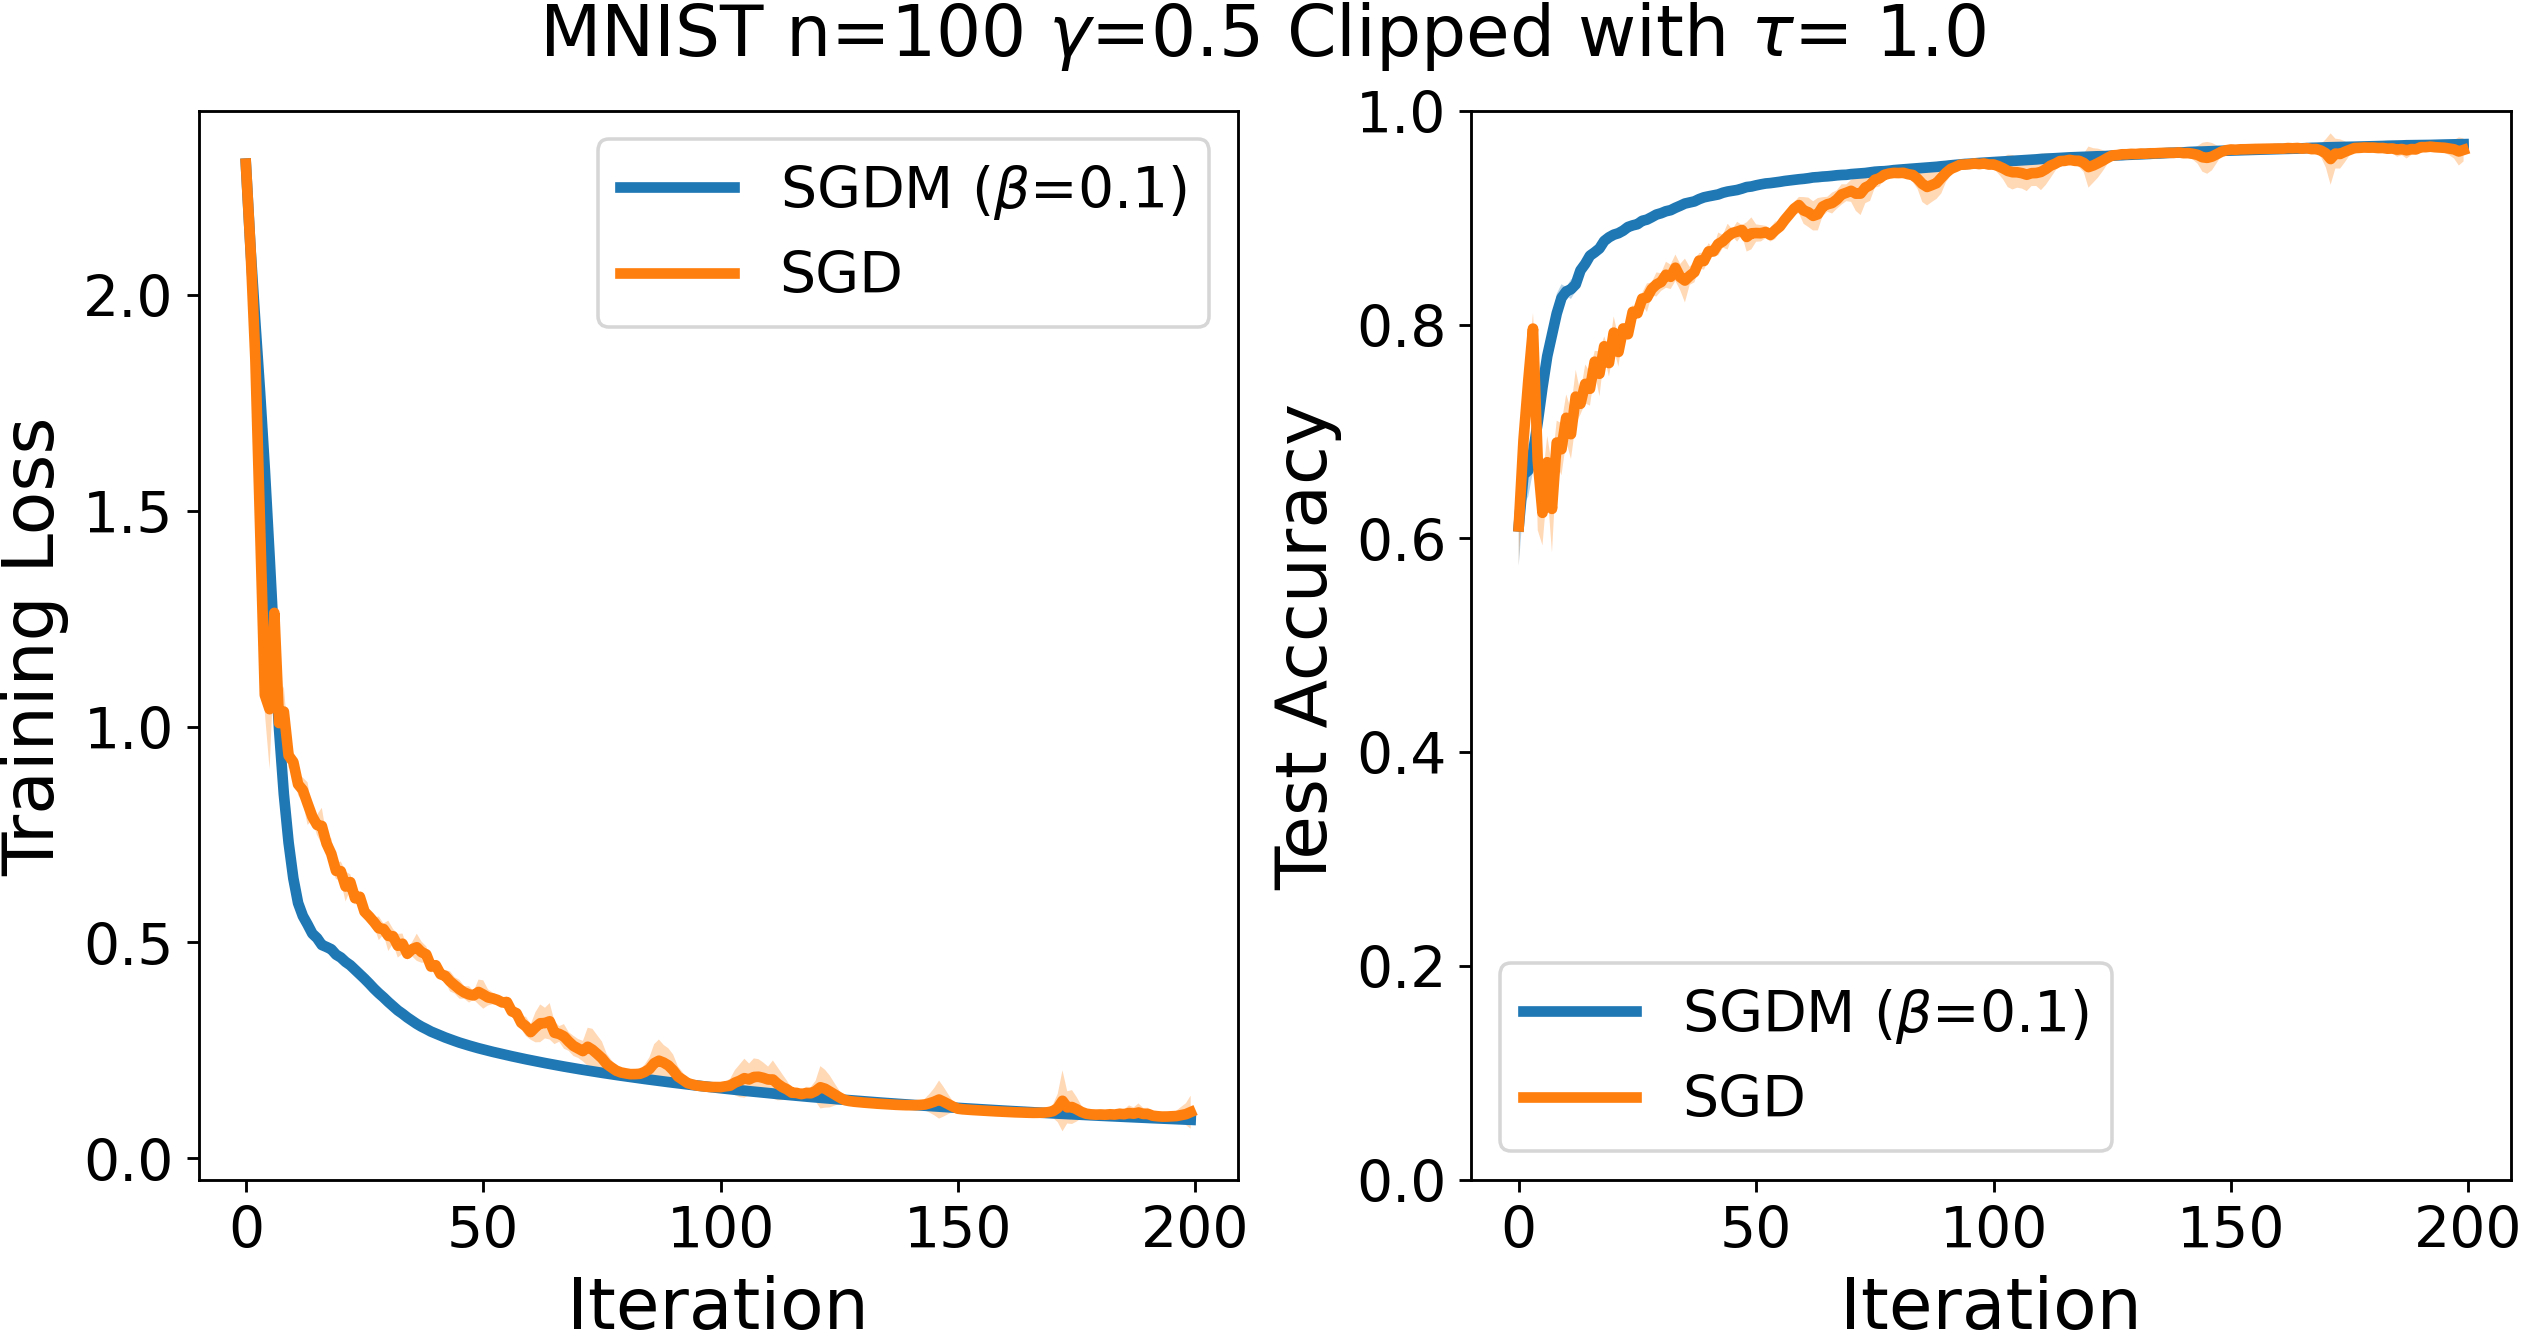 MNIST n=100 γ=0.5 Clipped with τ= 1.0
Training Loss
2.0
1.5
1.0
0.5
0.0
0 50 100 150 200
Iteration
SGDM (β=0.1)
SGD
Test Accuracy
1.0
0.8
0.6
0.4
0.2
0.0
0 50 100 150 200
Iteration
SGDM (β=0.1)
SGD